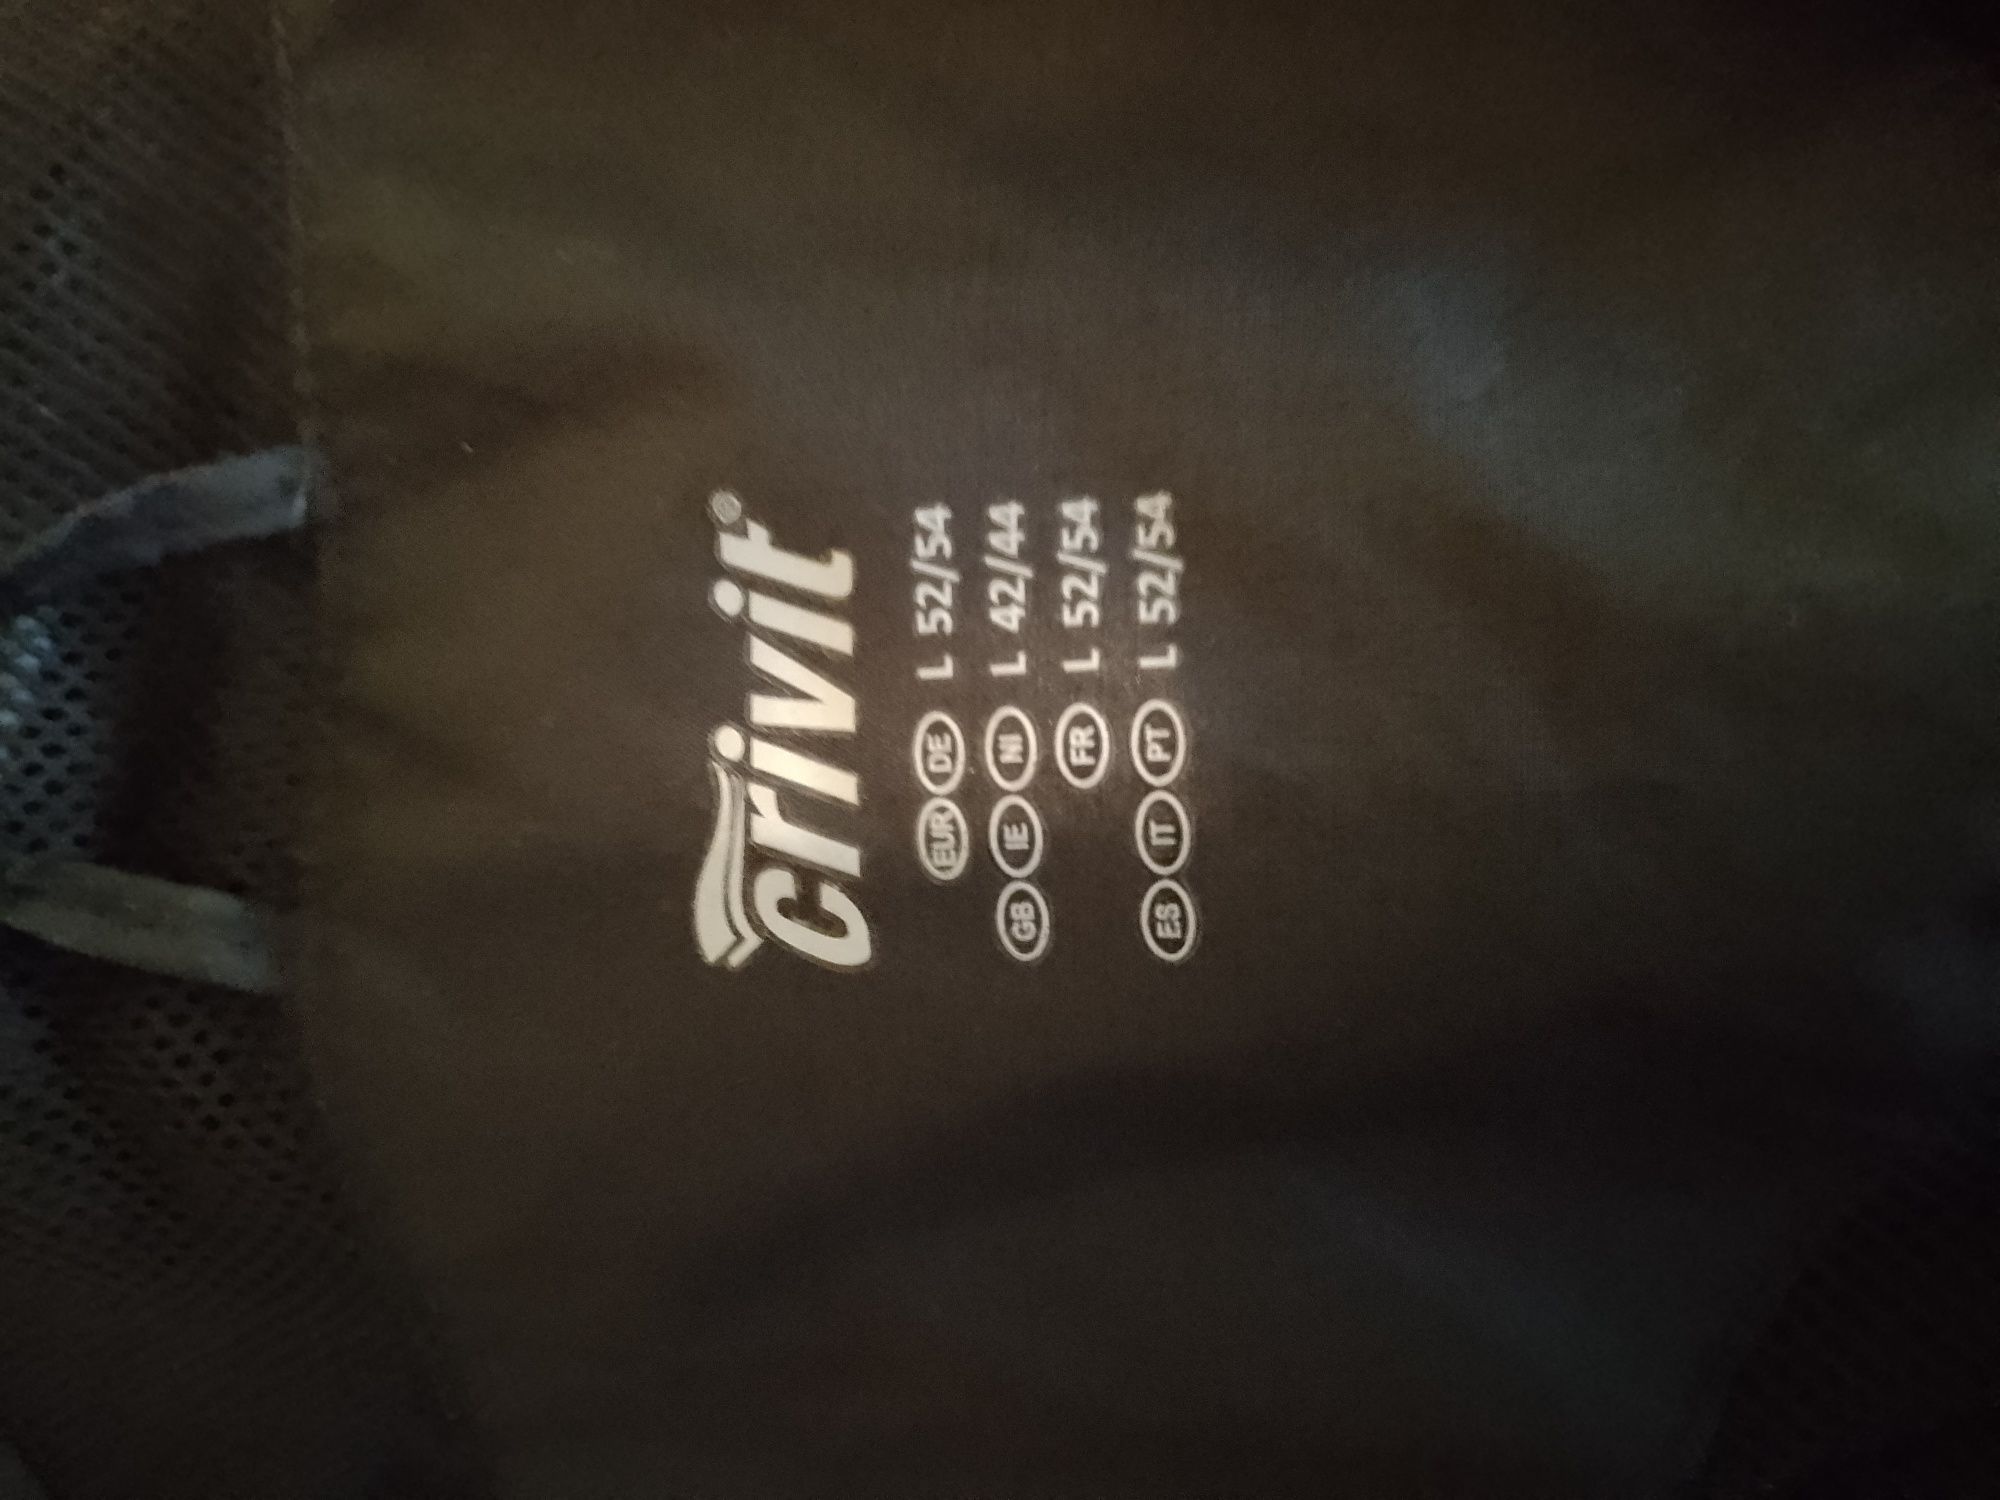 crivit®
EUR DE L 52/54
GB IE NI L 42/44
FR L 52/54
ES IT PT L 52/54